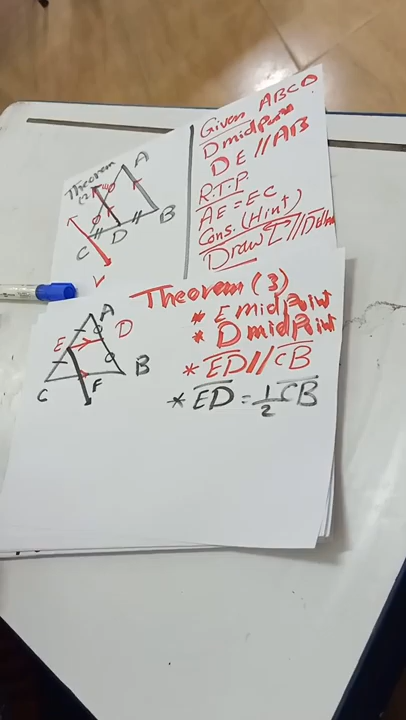 Theorem
(2)
A
B
C
D
Given ABCD
D midPoint
DE // AB
R.T.P.
AE = EC
Cons. (Hint)
Draw
Theorem (3)
* E midPoint
* D midPoint
* ED // CB
* ED = 1/2 CB
A
D
E
B
C
F